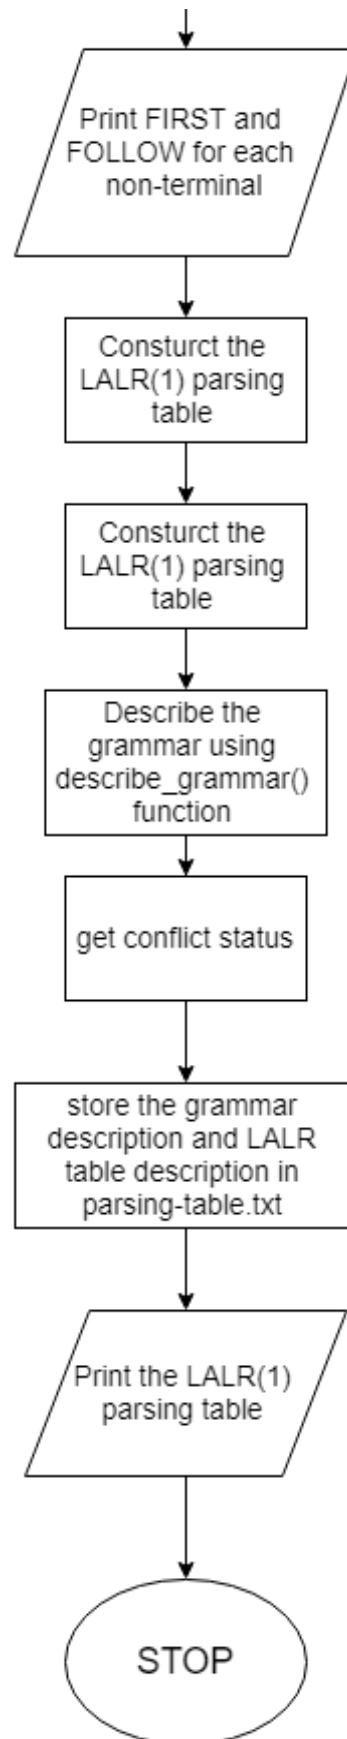 Print FIRST and
FOLLOW for each
non-terminal
Consturct the
LALR(1) parsing
table
Consturct the
LALR(1) parsing
table
Describe the
grammar using
describe_grammar()
function
get conflict status
store the grammar
description and LALR
table description in
parsing-table.txt
Print the LALR(1)
parsing table
STOP